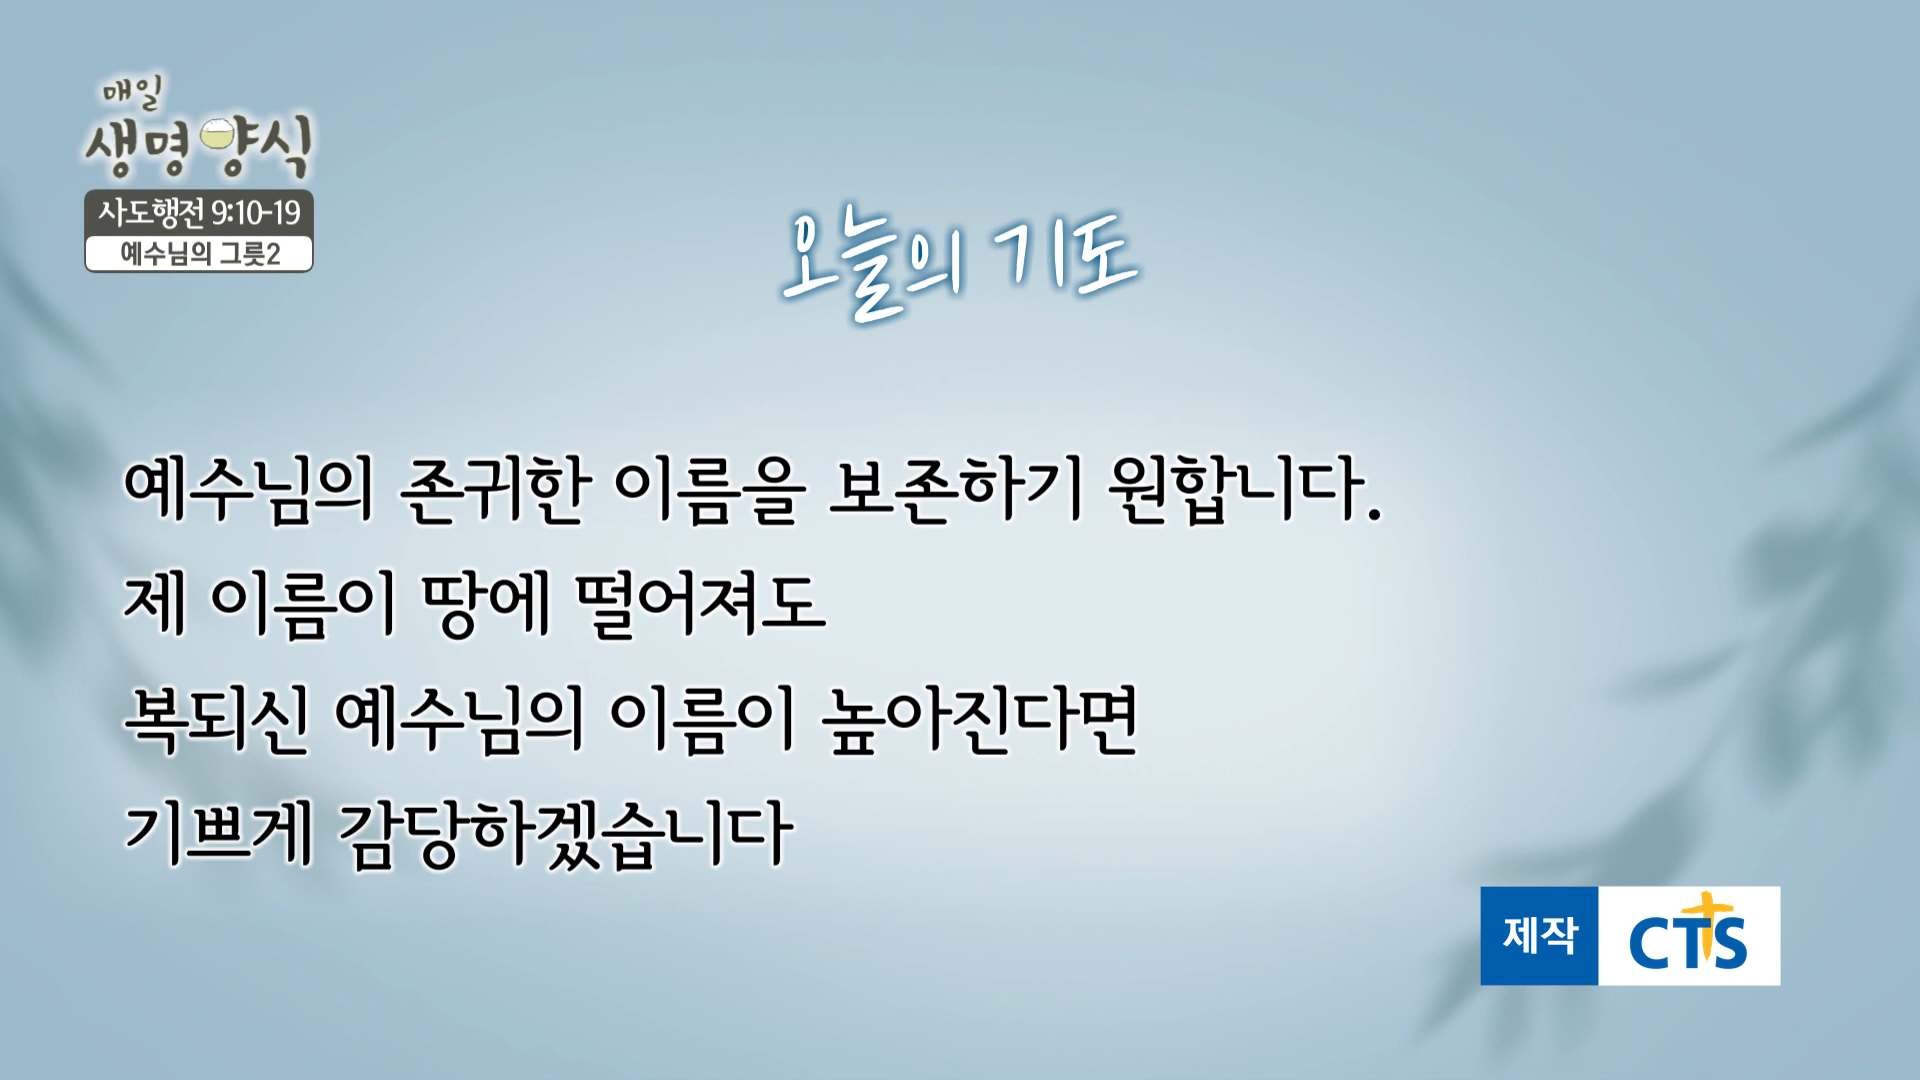 매일
생명양식
사도행전 9:10-19
예수님의 그릇2
오늘의 기도
예수님의 존귀한 이름을 보존하기 원합니다.
제 이름이 땅에 떨어져도
복되신 예수님의 이름이 높아진다면
기쁘게 감당하겠습니다
제작 CTS